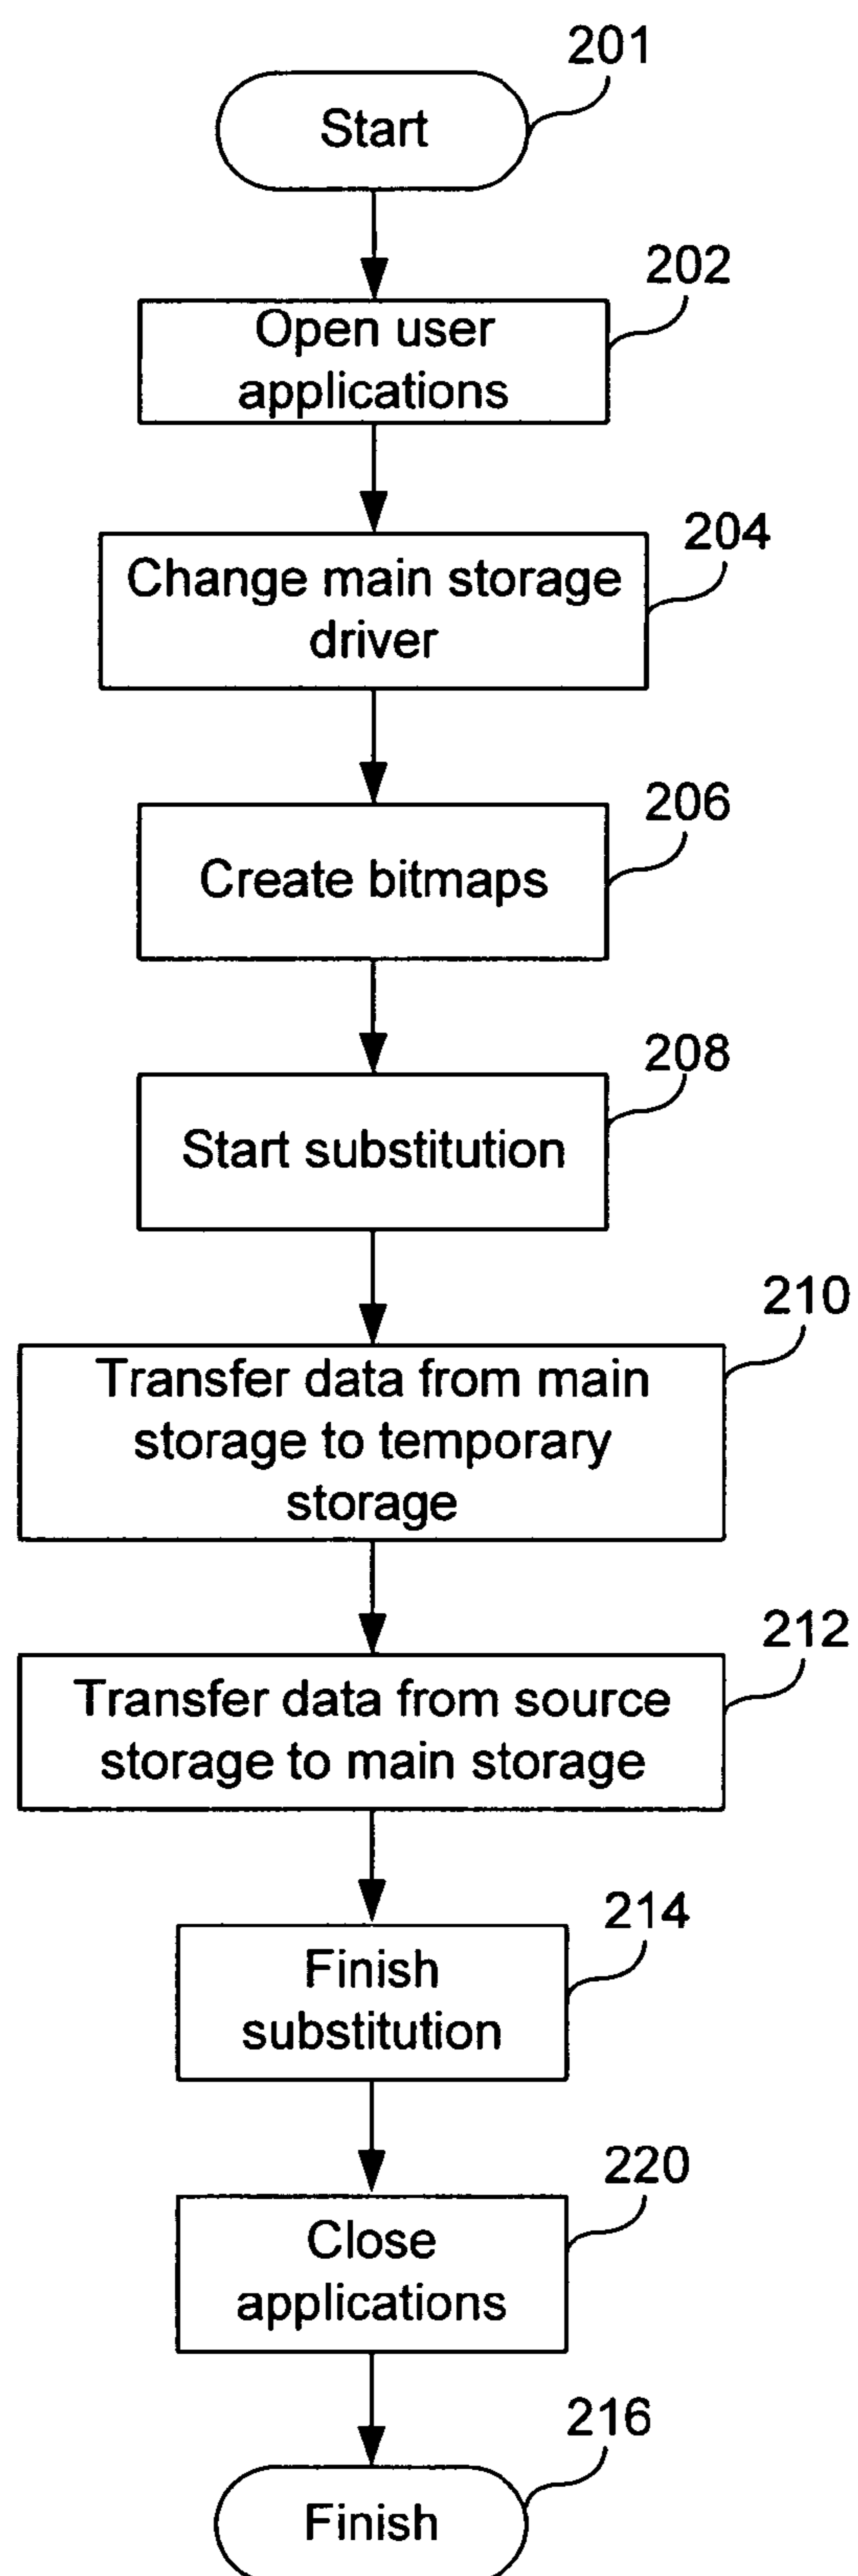 201
Start
202
Open user
applications
204
Change main storage
driver
206
Create bitmaps
208
Start substitution
210
Transfer data from main
storage to temporary
storage
212
Transfer data from source
storage to main storage
214
Finish
substitution
220
Close
applications
216
Finish